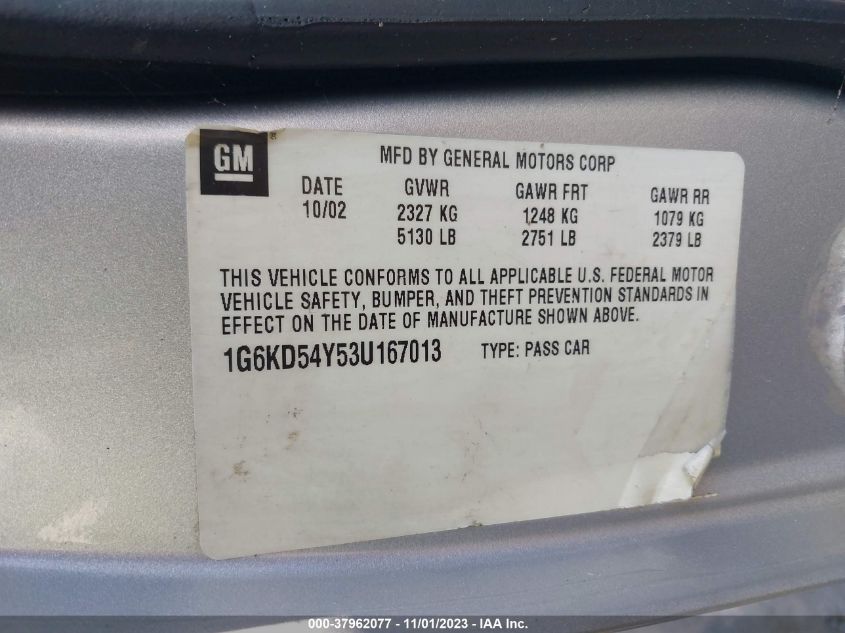 GM
MFD BY GENERAL MOTORS CORP
DATE GVWR GAWR FRT GAWR RR
10/02 2327 KG 1248 KG 1079 KG
5130 LB 2751 LB 2379 LB
THIS VEHICLE CONFORMS TO ALL APPLICABLE U.S. FEDERAL MOTOR
VEHICLE SAFETY, BUMPER, AND THEFT PREVENTION STANDARDS IN
EFFECT ON THE DATE OF MANUFACTURE SHOWN ABOVE.
1G6KD54Y53U167013 TYPE: PASS CAR
000-37962077 - 11/01/2023 - IAA Inc.